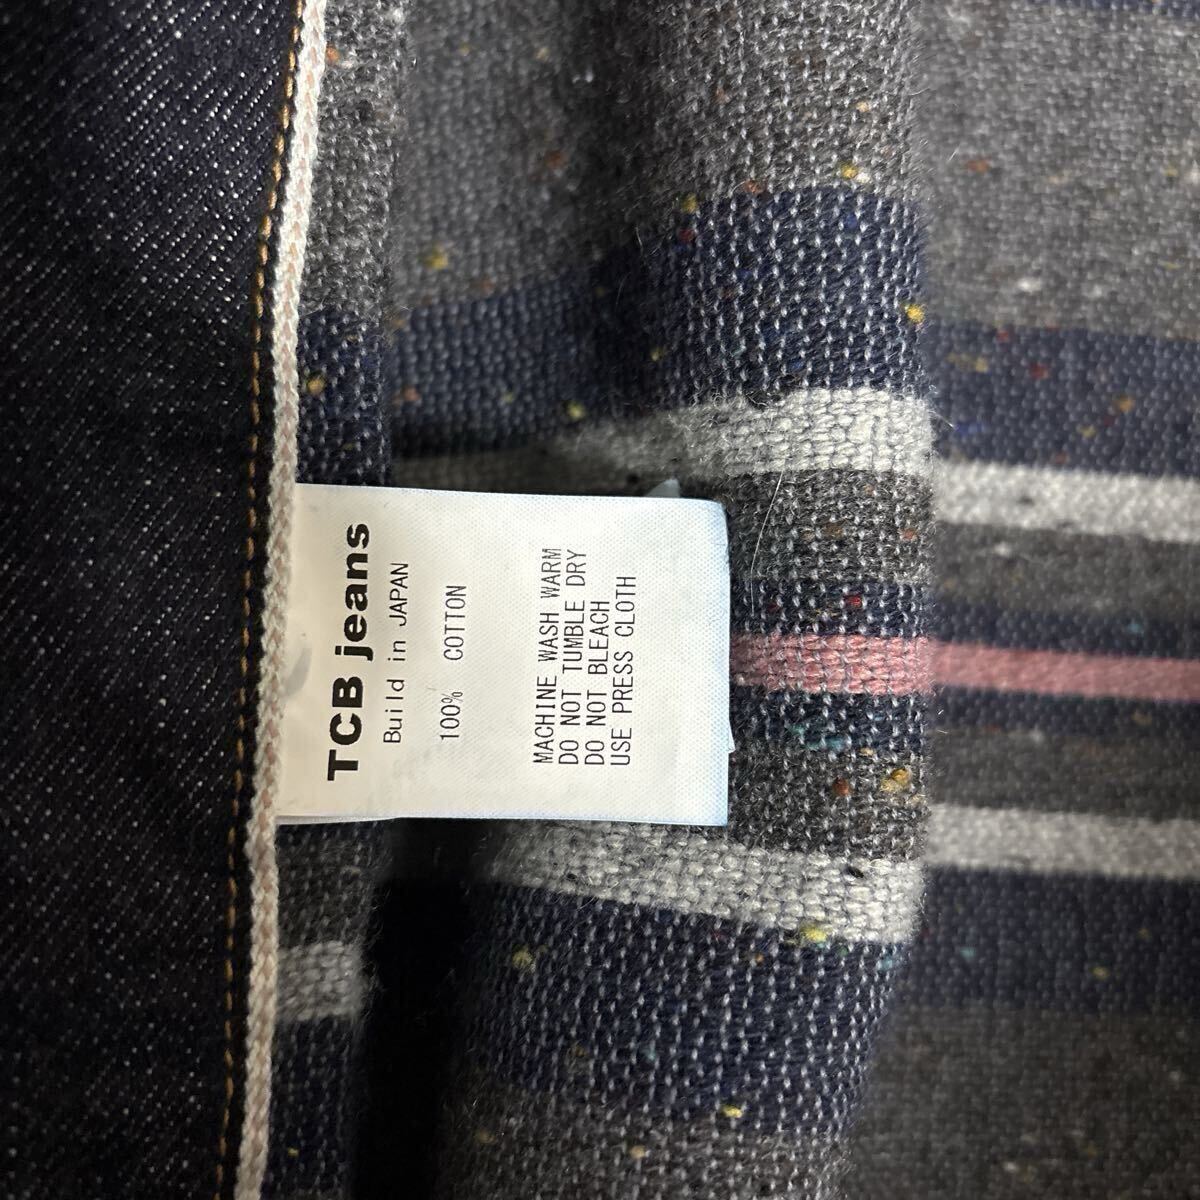 TCB jeans
Build in JAPAN
100% COTTON
MACHINE WASH WARM
DO NOT TUMBLE DRY
DO NOT BLEACH
USE PRESS CLOTH